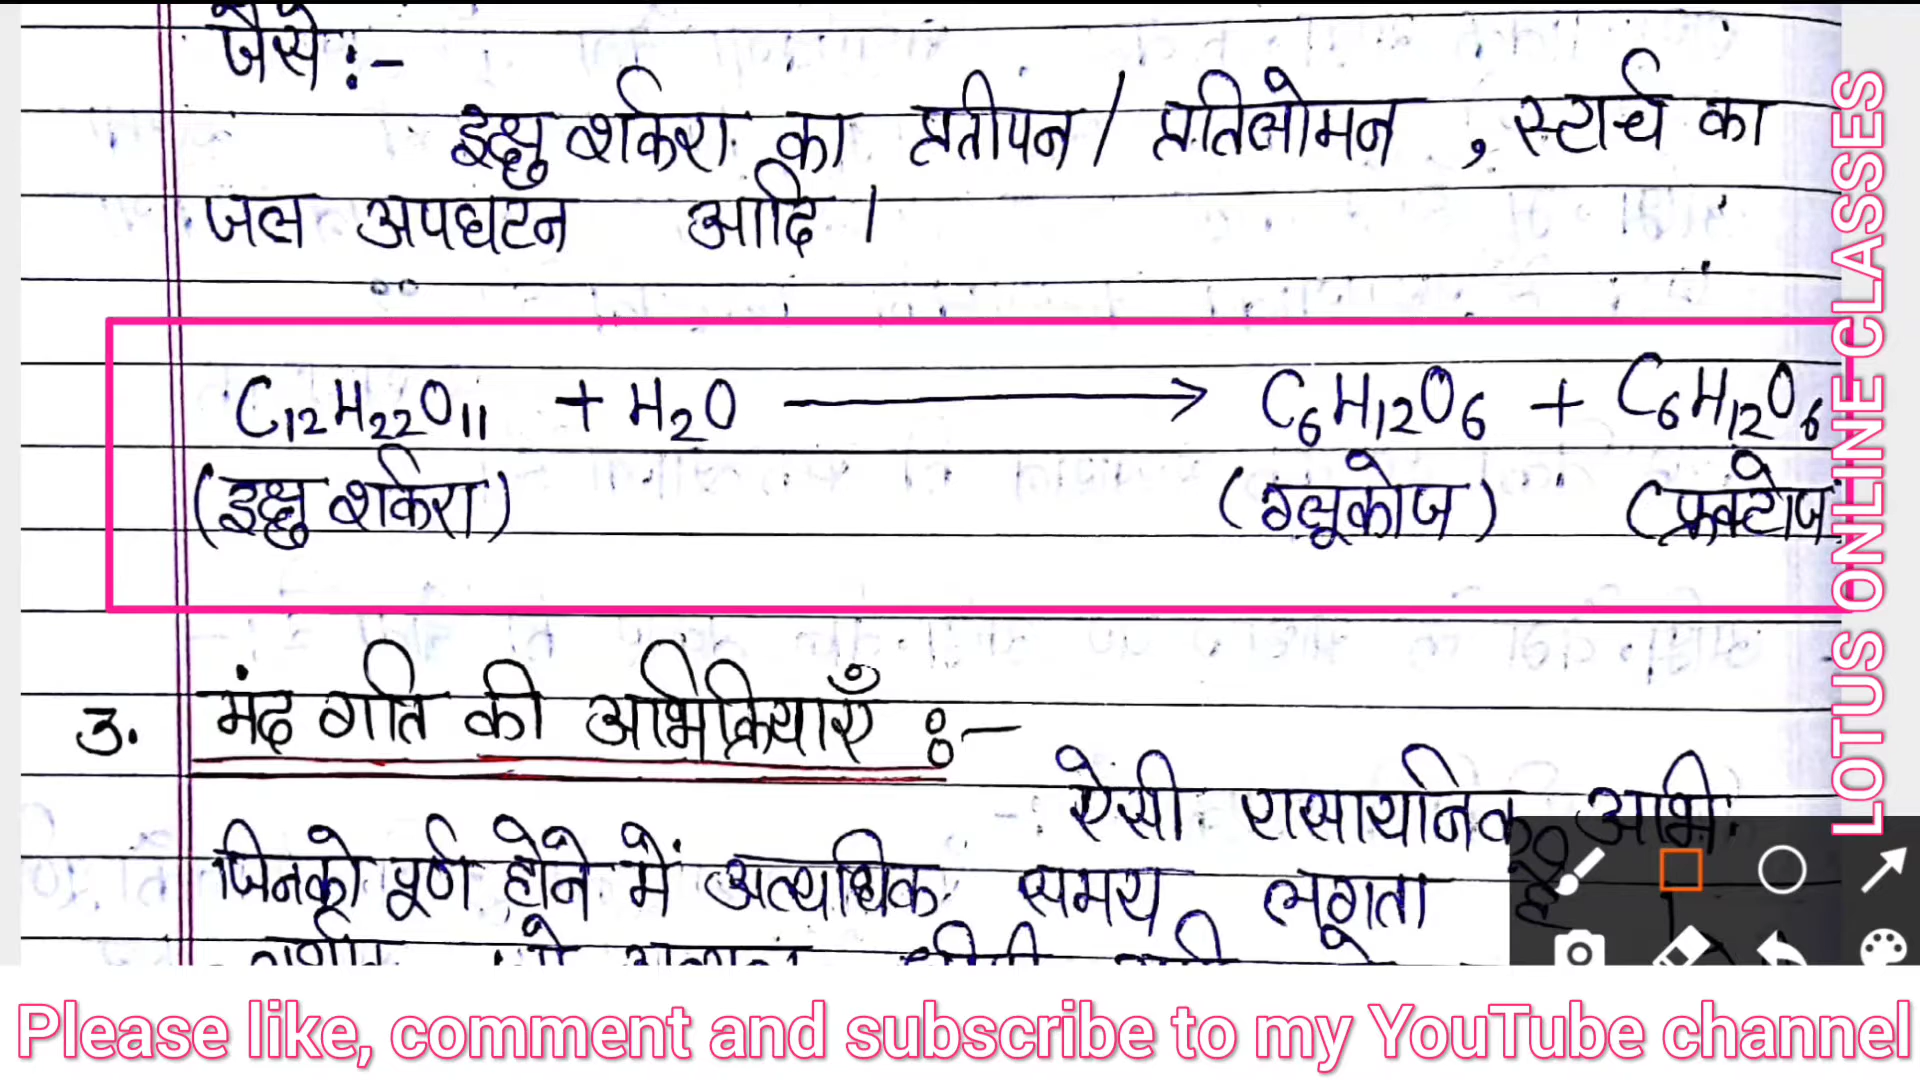 जैसे:-
इक्षु शर्करा का प्रतीपन / प्रतिलोमन , स्टार्च का
जल अपघटन आदि ।
C₁₂H₂₂O₁₁ + H₂O ⟶ C₆H₁₂O₆ + C₆H₁₂O₆
(इक्षु शर्करा) (ग्लूकोज) (फ्रक्टोज
3. मंद गति की अभिक्रियाएँ :-
ऐसी रासायनिक अभि.
जिनको पूर्ण होने में अत्यधिक समय लगता है
LOTUS ONLINE CLASSES
Please like, comment and subscribe to my YouTube channel